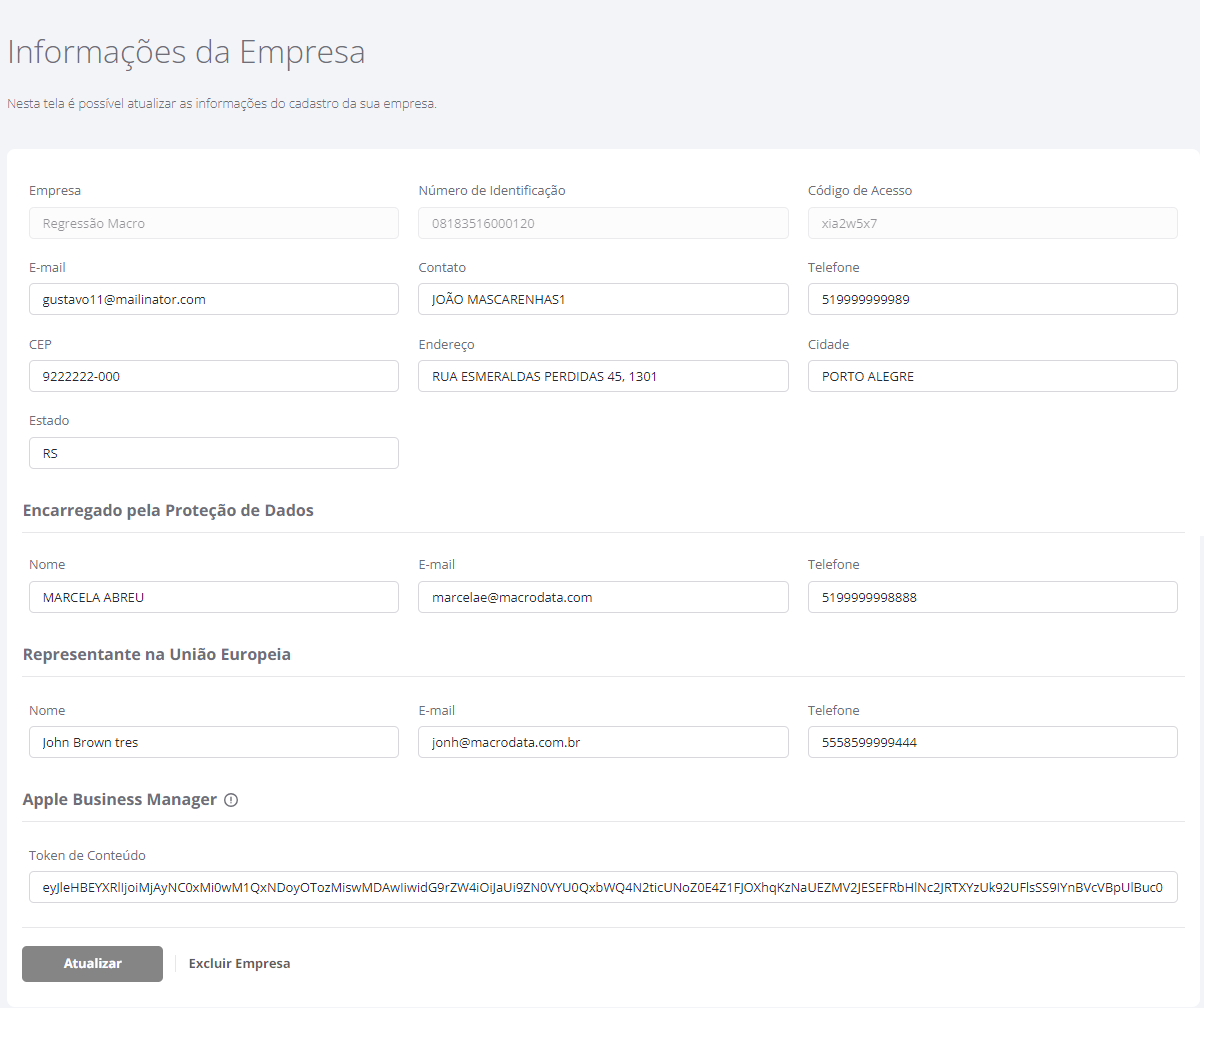 Informações da Empresa
Nesta tela é possível atualizar as informações do cadastro da sua empresa.
Empresa Número de Identificação Código de Acesso
Regressão Macro 08183516000120 xia2w5x7
E-mail Contato Telefone
gustavo11@mailinator.com JOÃO MASCARENHAS1 519999999989
CEP Endereço Cidade
9222222-000 RUA ESMERALDAS PERDIDAS 45, 1301 PORTO ALEGRE
Estado
RS
Encarregado pela Proteção de Dados
Nome E-mail Telefone
MARCELA ABREU marcelae@macrodata.com 5199999998888
Representante na União Europeia
Nome E-mail Telefone
John Brown tres jonh@macrodata.com.br 5558599999444
Apple Business Manager
Token de Conteúdo
Atualizar Excluir Empresa